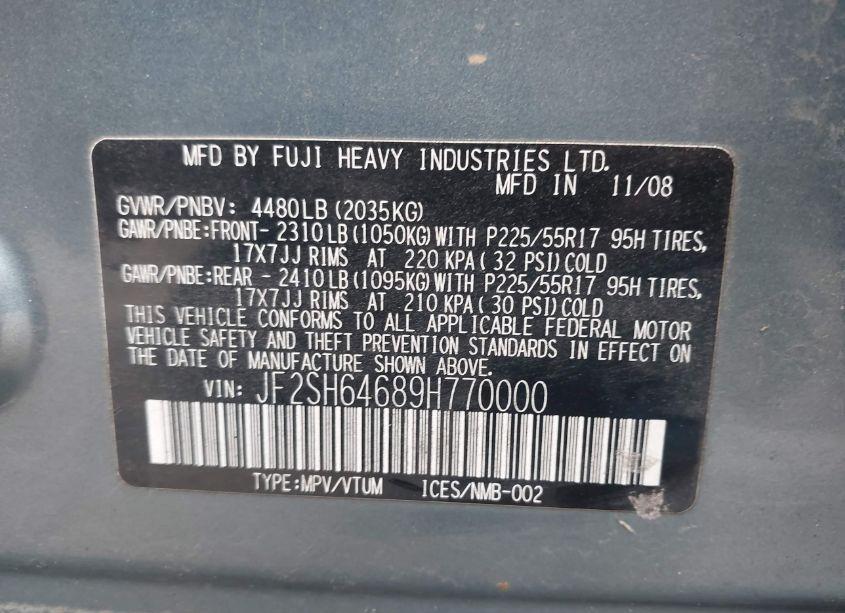 MFD BY FUJI HEAVY INDUSTRIES LTD.
MFD IN 11/08
GVWR/PNBV: 4480LB(2035KG)
GAWR/PNBE:FRONT- 2310LB(1050KG)WITH P225/55R17 95H TIRES,
17X7JJ RIMS AT 220 KPA( 32 PSI)COLD
GAWR/PNBE:REAR - 2410LB(1095KG)WITH P225/55R17 95H TIRES,
17X7JJ RIMS AT 210 KPA( 30 PSI)COLD
THIS VEHICLE CONFORMS TO ALL APPLICABLE FEDERAL MOTOR
VEHICLE SAFETY AND THEFT PREVENTION STANDARDS IN EFFECT ON
THE DATE OF MANUFACTURE SHOWN ABOVE.
VIN: JF2SH64689H770000
TYPE:MPV/VTUM ICES/NMB-002